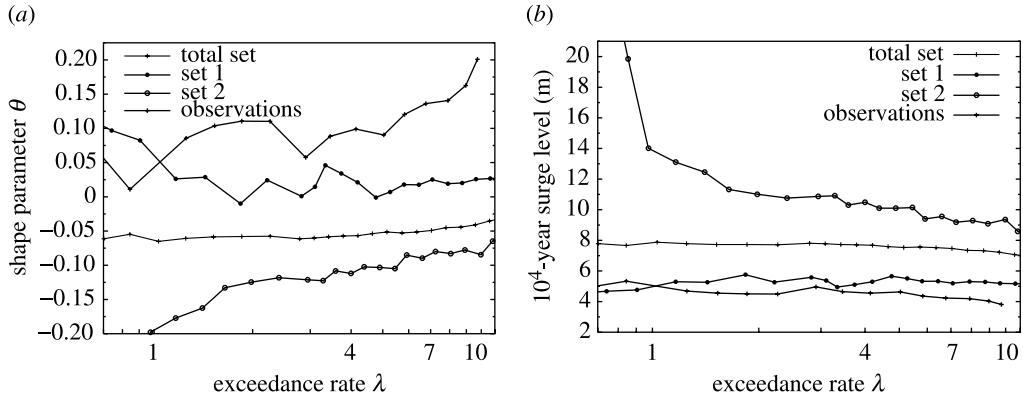 (a)
0.20
0.15
0.10
0.05
0
−0.05
−0.10
−0.15
−0.20
shape parameter θ
total set
set 1
set 2
observations
1
4
7
10
exceedance rate λ
(b)
20
18
16
14
12
10
8
6
4
2
10⁴-year surge level (m)
total set
set 1
set 2
observations
1
4
7
10
exceedance rate λ